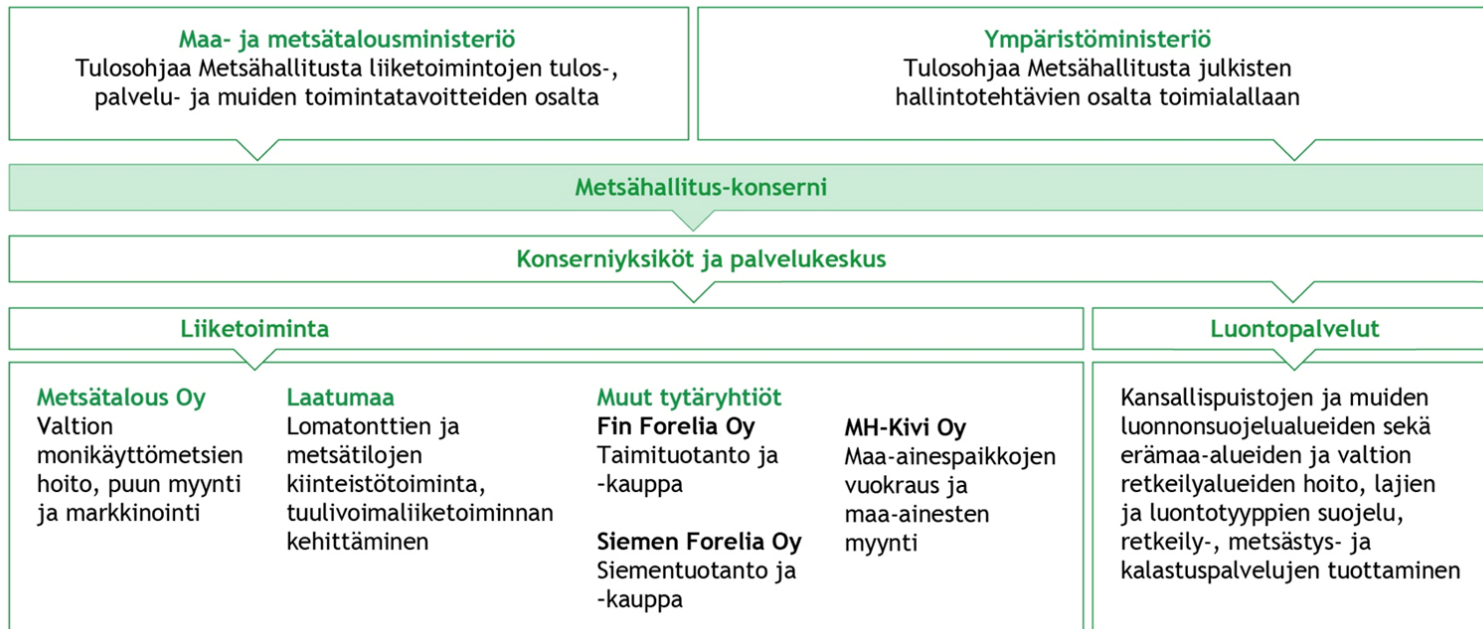 Maa- ja metsätalousministeriö
Tulosohjaa Metsähallitusta liiketoimintojen tulos-,
palvelu- ja muiden toimintatavoitteiden osalta
Ympäristöministeriö
Tulosohjaa Metsähallitusta julkisten
hallintotehtävien osalta toimialallaan
Metsähallitus-konserni
Konserniyksiköt ja palvelukeskus
Liiketoiminta
Luontopalvelut
Metsätalous Oy
Valtion
monikäyttömetsien
hoito, puun myynti
ja markkinointi
Laatumaa
Lomatonttien ja
metsätilojen
kiinteistötoiminta,
tuulivoimaliiketoiminnan
kehittäminen
Muut tytäryhtiöt
Fin Forelia Oy
Taimituotanto ja
-kauppa
Siemen Forelia Oy
Siementuotanto ja
-kauppa
MH-Kivi Oy
Maa-ainespaikkojen
vuokraus ja
maa-ainesten
myynti
Kansallispuistojen ja muiden
luonnonsuojelualueiden sekä
erämaa-alueiden ja valtion
retkeilyalueiden hoito, lajien
ja luontotyyppien suojelu,
retkeily-, metsästys- ja
kalastuspalvelujen tuottaminen